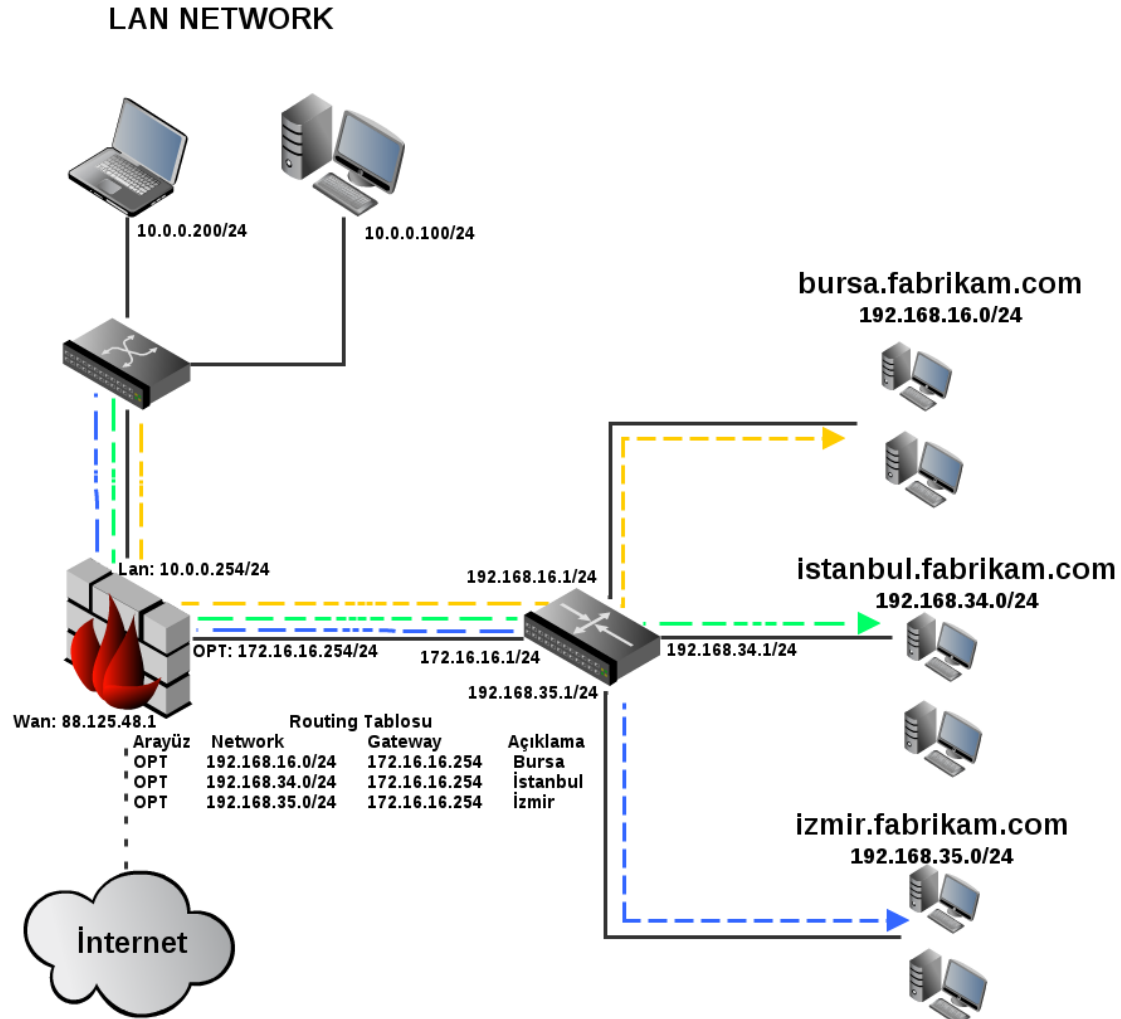 LAN NETWORK
10.0.0.200/24
10.0.0.100/24
bursa.fabrikam.com
192.168.16.0/24
Lan: 10.0.0.254/24
192.168.16.1/24
istanbul.fabrikam.com
192.168.34.0/24
OPT: 172.16.16.254/24
172.16.16.1/24
192.168.34.1/24
192.168.35.1/24
Wan: 88.125.48.1
Routing Tablosu
Arayüz Network Gateway Açıklama
OPT 192.168.16.0/24 172.16.16.254 Bursa
OPT 192.168.34.0/24 172.16.16.254 İstanbul
OPT 192.168.35.0/24 172.16.16.254 İzmir
izmir.fabrikam.com
192.168.35.0/24
İnternet